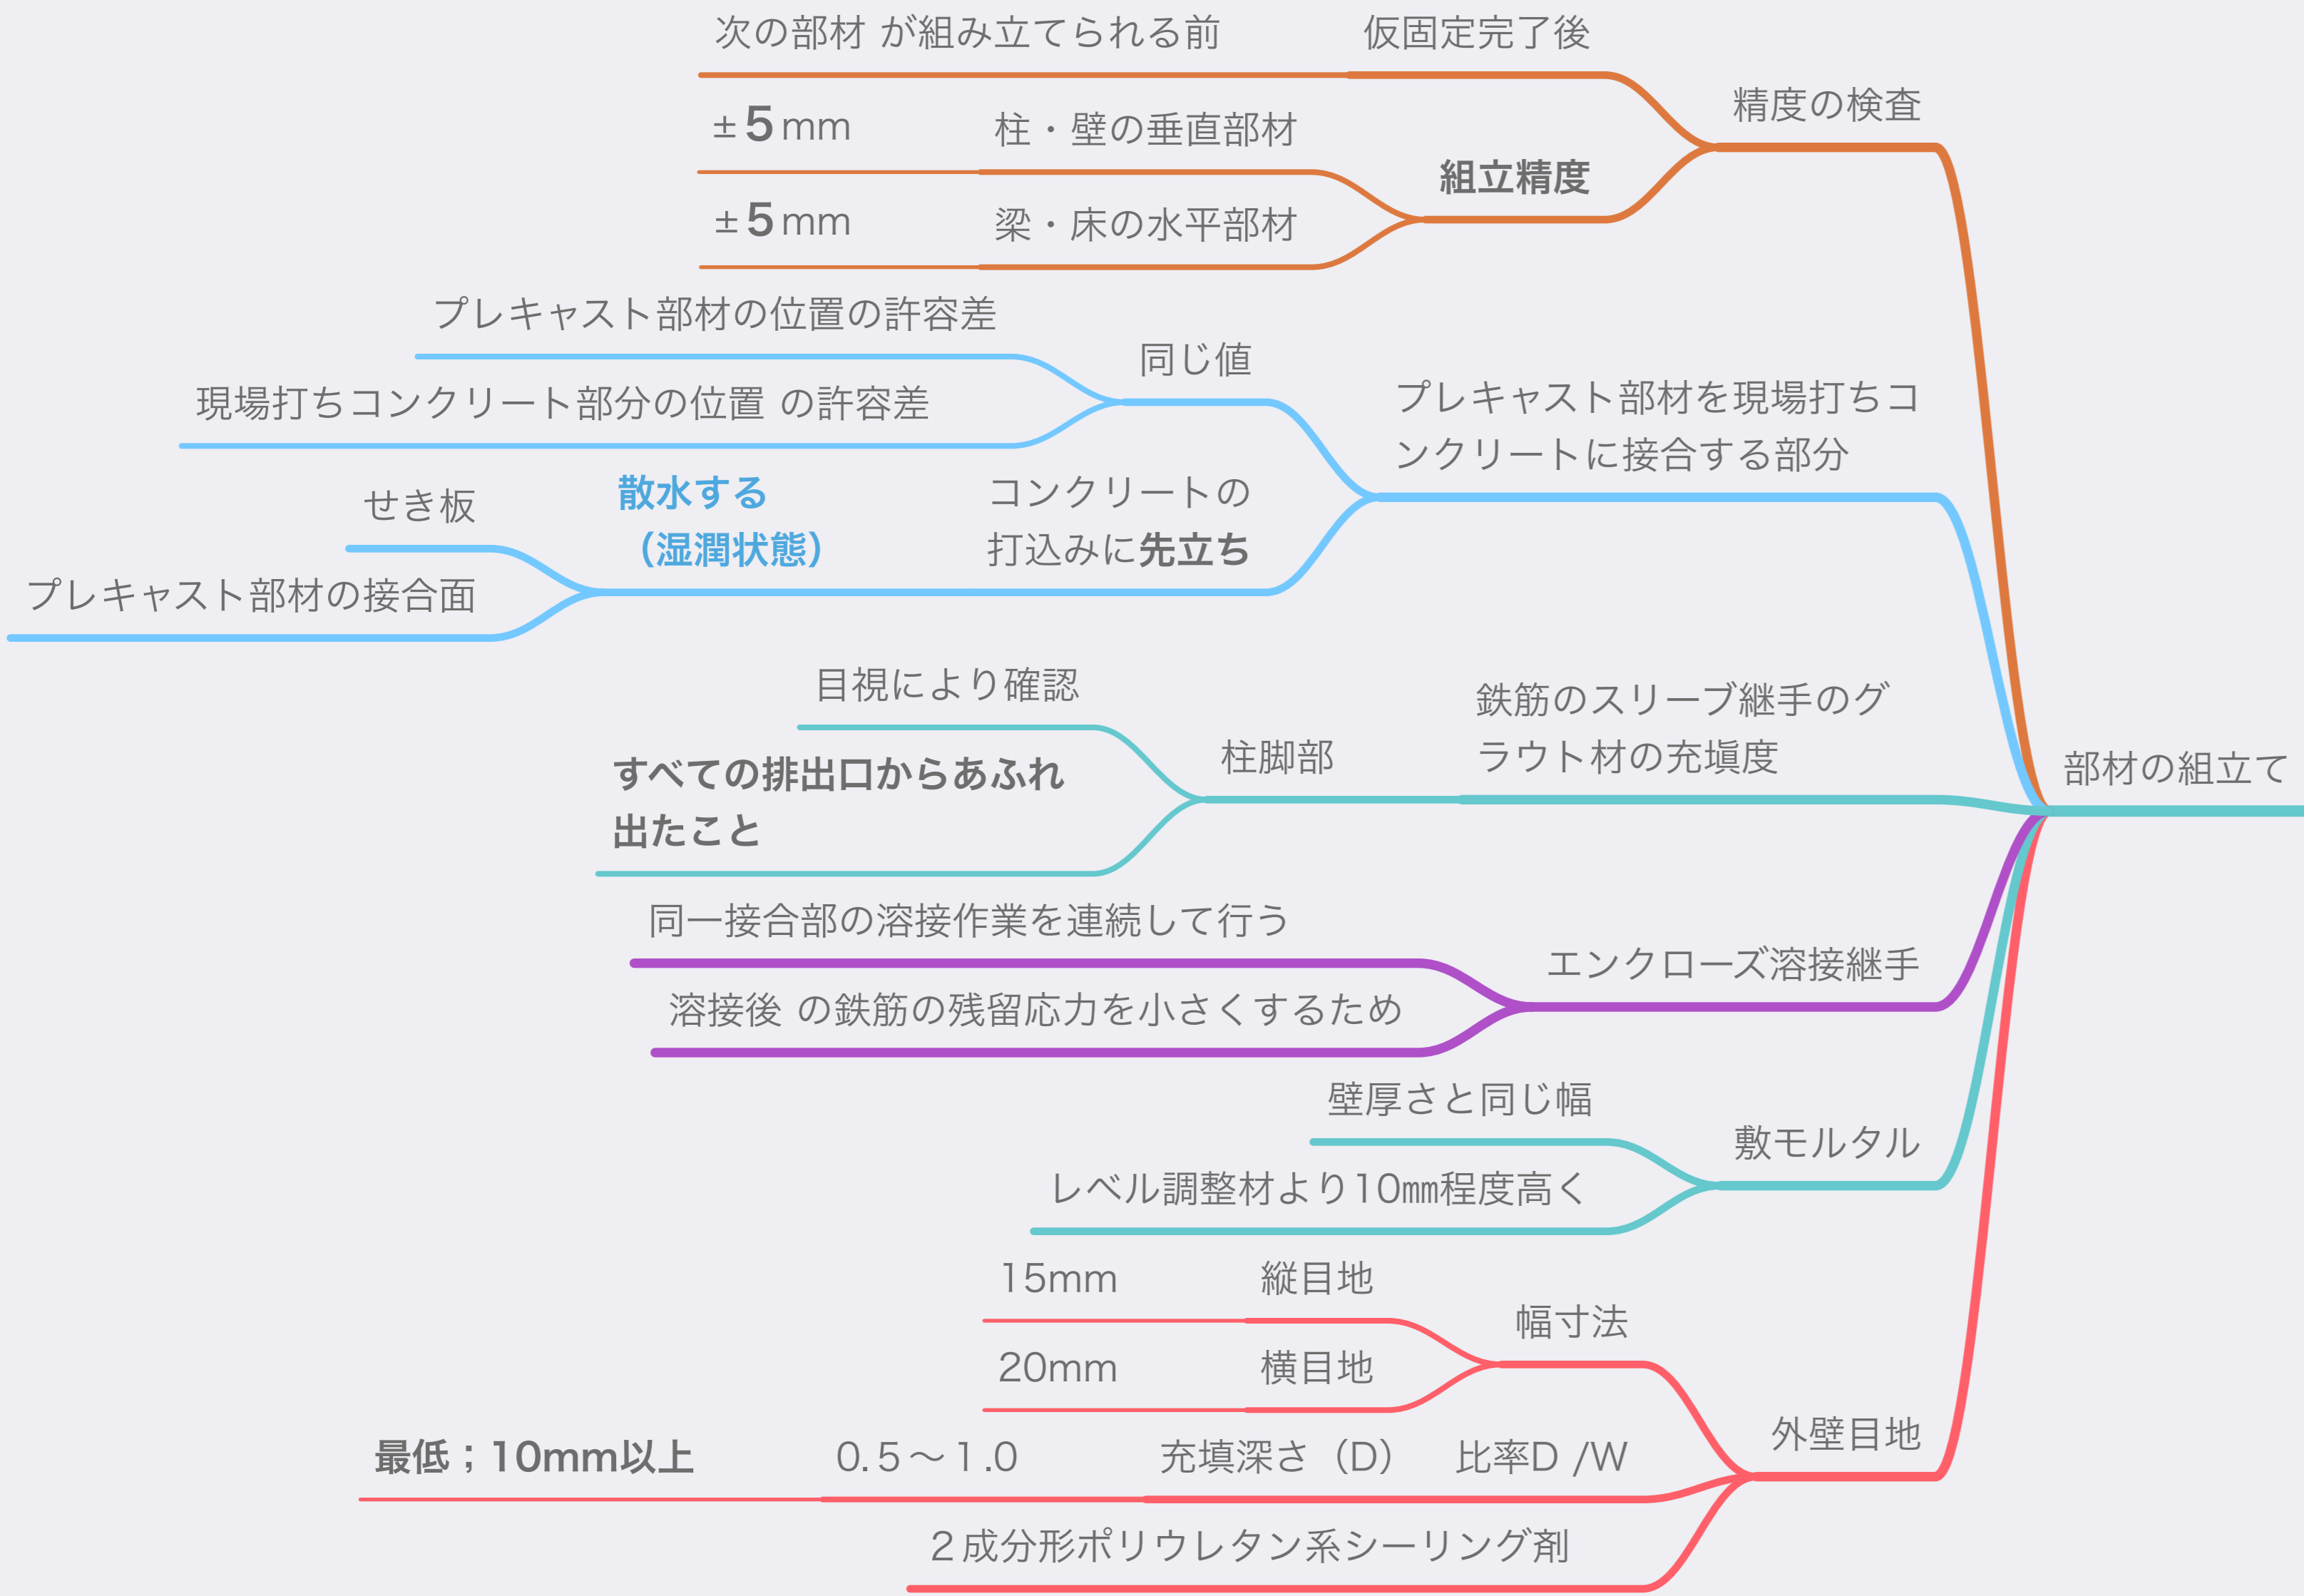 部材の組立て
精度の検査
仮固定完了後
次の部材 が組み立てられる前
組立精度
柱・壁の垂直部材
±5mm
梁・床の水平部材
±5mm
プレキャスト部材を現場打ちコ
ンクリートに接合する部分
同じ値
プレキャスト部材の位置の許容差
現場打ちコンクリート部分の位置 の許容差
コンクリートの
打込みに先立ち
散水する
（湿潤状態）
せき板
プレキャスト部材の接合面
鉄筋のスリーブ継手のグ
ラウト材の充塡度
柱脚部
目視により確認
すべての排出口からあふれ
出たこと
エンクローズ溶接継手
同一接合部の溶接作業を連続して行う
溶接後 の鉄筋の残留応力を小さくするため
敷モルタル
壁厚さと同じ幅
レベル調整材より10㎜程度高く
外壁目地
幅寸法
縦目地
15mm
横目地
20mm
比率D /W
充填深さ（D）
0.５〜１.0
最低；10mm以上
２成分形ポリウレタン系シーリング剤